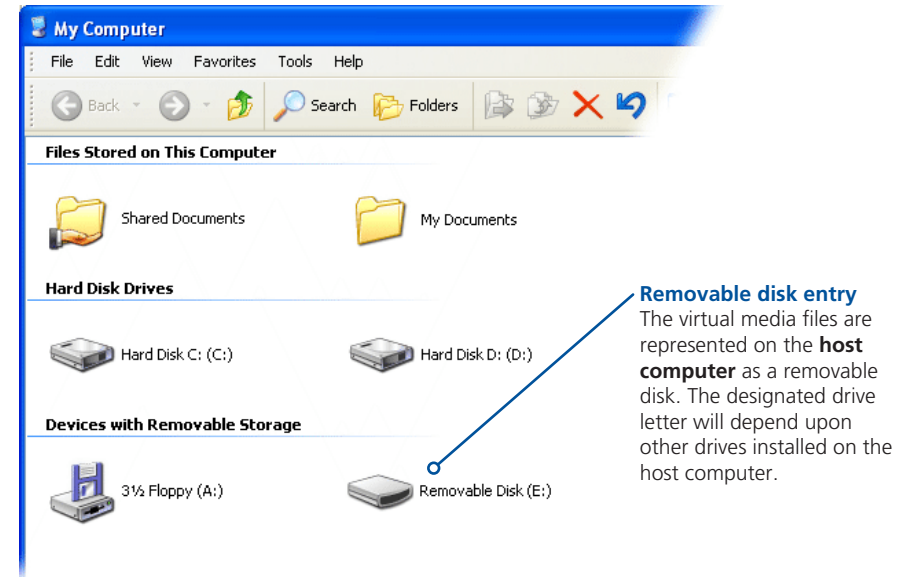 My Computer
File Edit View Favorites Tools Help
Back Search Folders
Files Stored on This Computer
Shared Documents My Documents
Hard Disk Drives
Hard Disk C: (C:) Hard Disk D: (D:)
Devices with Removable Storage
3½ Floppy (A:) Removable Disk (E:)
Removable disk entry
The virtual media files are
represented on the host
computer as a removable
disk. The designated drive
letter will depend upon
other drives installed on the
host computer.